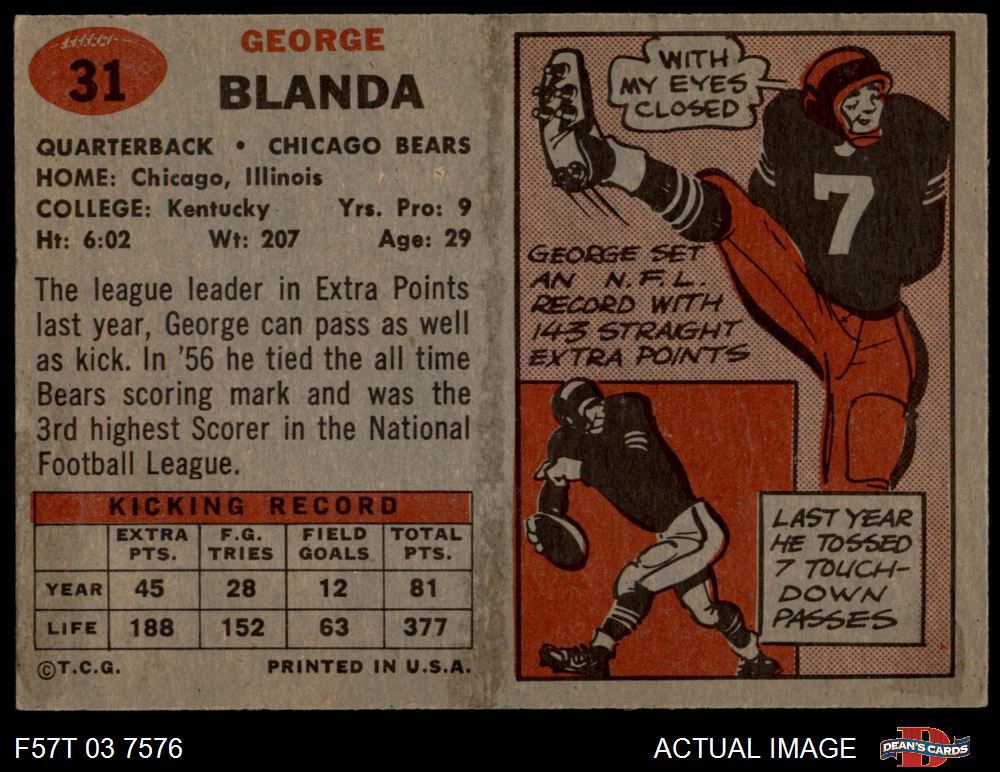 31
GEORGE
BLANDA
QUARTERBACK • CHICAGO BEARS
HOME: Chicago, Illinois
COLLEGE: Kentucky Yrs. Pro: 9
Ht: 6:02 Wt: 207 Age: 29
The league leader in Extra Points
last year, George can pass as well
as kick. In '56 he tied the all time
Bears scoring mark and was the
3rd highest Scorer in the National
Football League.
KICKING RECORD
EXTRA PTS. F.G. TRIES FIELD GOALS TOTAL PTS.
YEAR 45 28 12 81
LIFE 188 152 63 377
©T.C.G. PRINTED IN U.S.A.
WITH
MY EYES
CLOSED
7
GEORGE SET
AN N.F.L.
RECORD WITH
143 STRAIGHT
EXTRA POINTS
LAST YEAR
HE TOSSED
7 TOUCH-
DOWN
PASSES
F57T 03 7576
ACTUAL IMAGE
D
DEAN'S CARDS